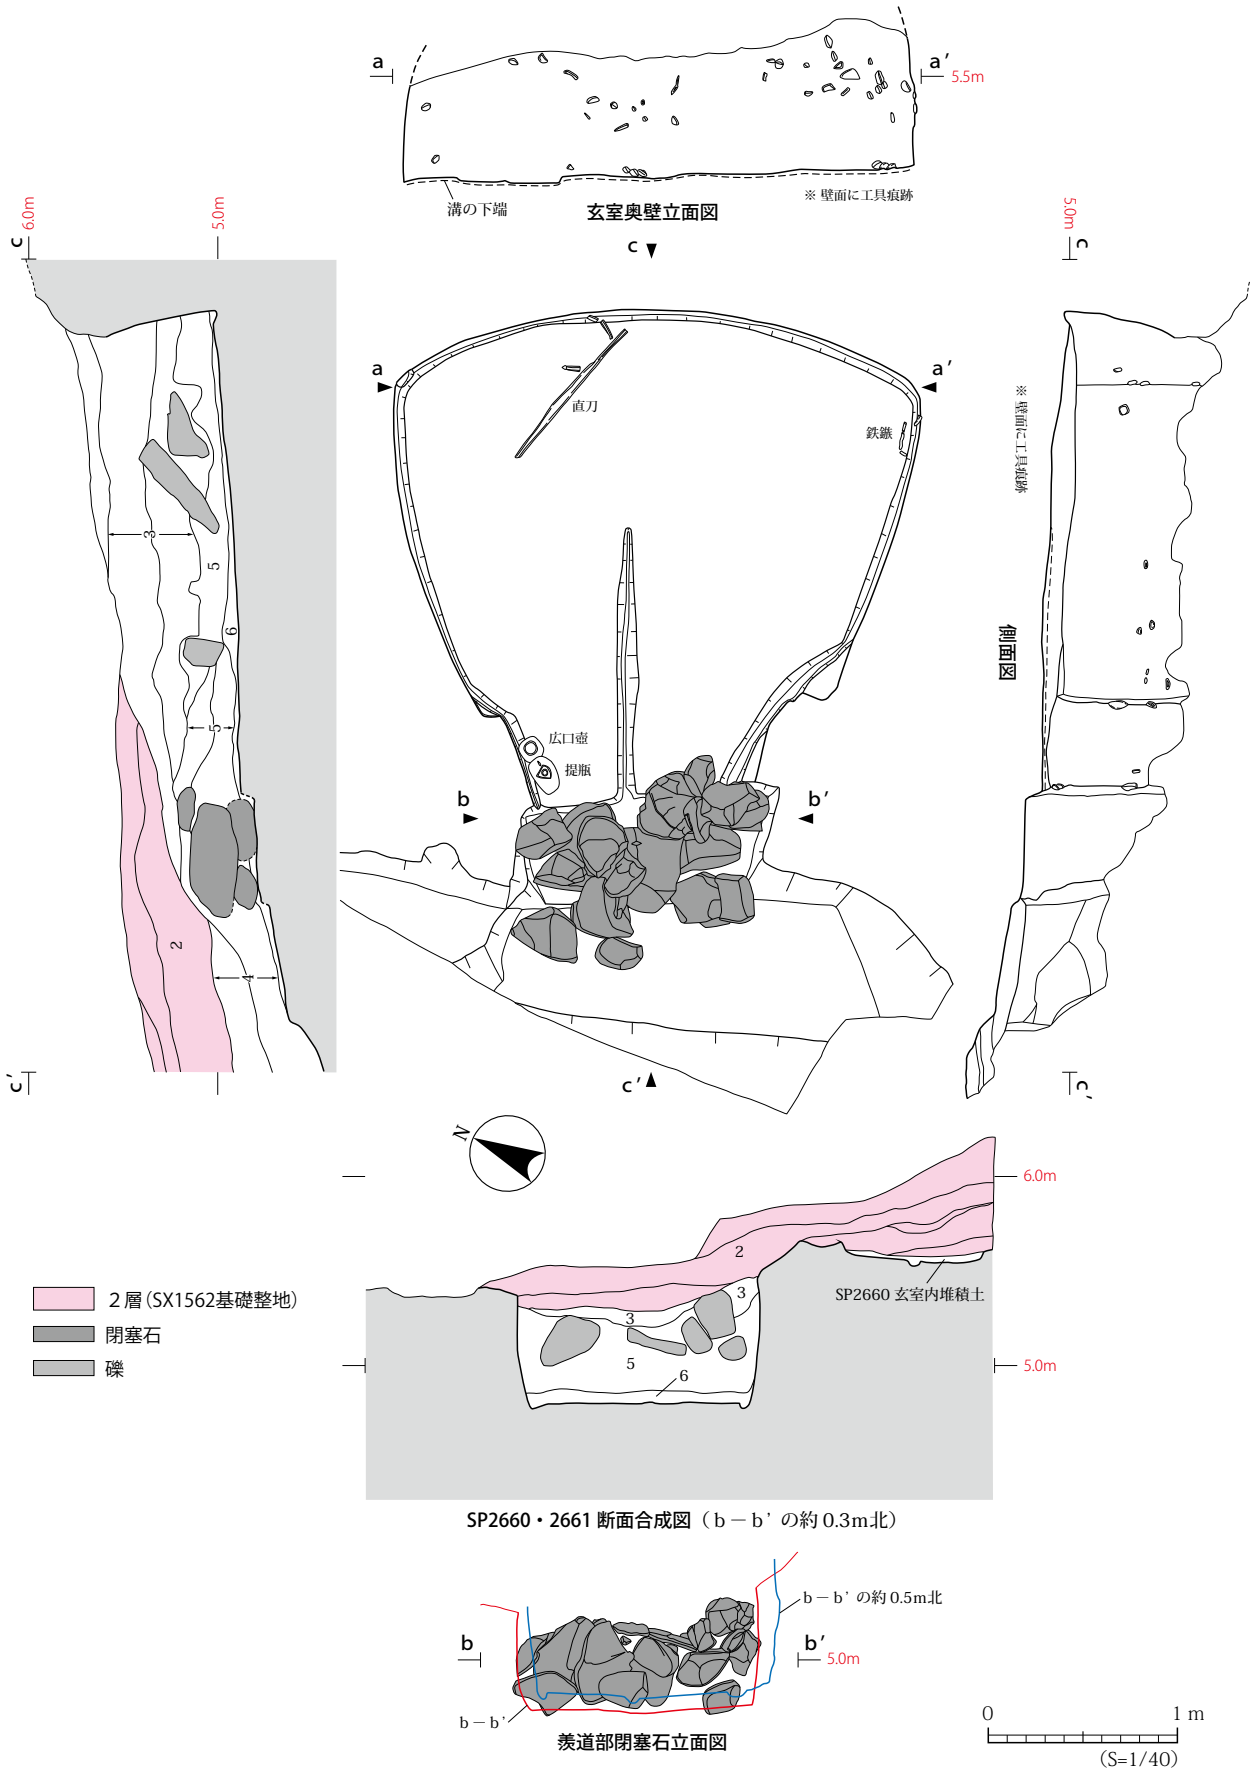 a
a’
5.5m
溝の下端
※ 壁面に工具痕跡
玄室奥壁立面図
6.0m
5.0m
c
c
5.0m
c
a
a’
直刀
鉄鏃
※ 壁面に工具痕跡
3
5
6
側面図
5
広口壺
提瓶
b
b’
2
4
c’
c’
c’
N
6.0m
2
SP2660 玄室内堆積土
3
3
5
6
5.0m
２層（SX1562基礎整地）
閉塞石
礫
SP2660・2661 断面合成図（ｂ－ｂ’ の約 0.3m北）
b－b’ の約 0.5m北
b
b’
5.0m
b－b’
羨道部閉塞石立面図
0
1 m
（S=1/40）